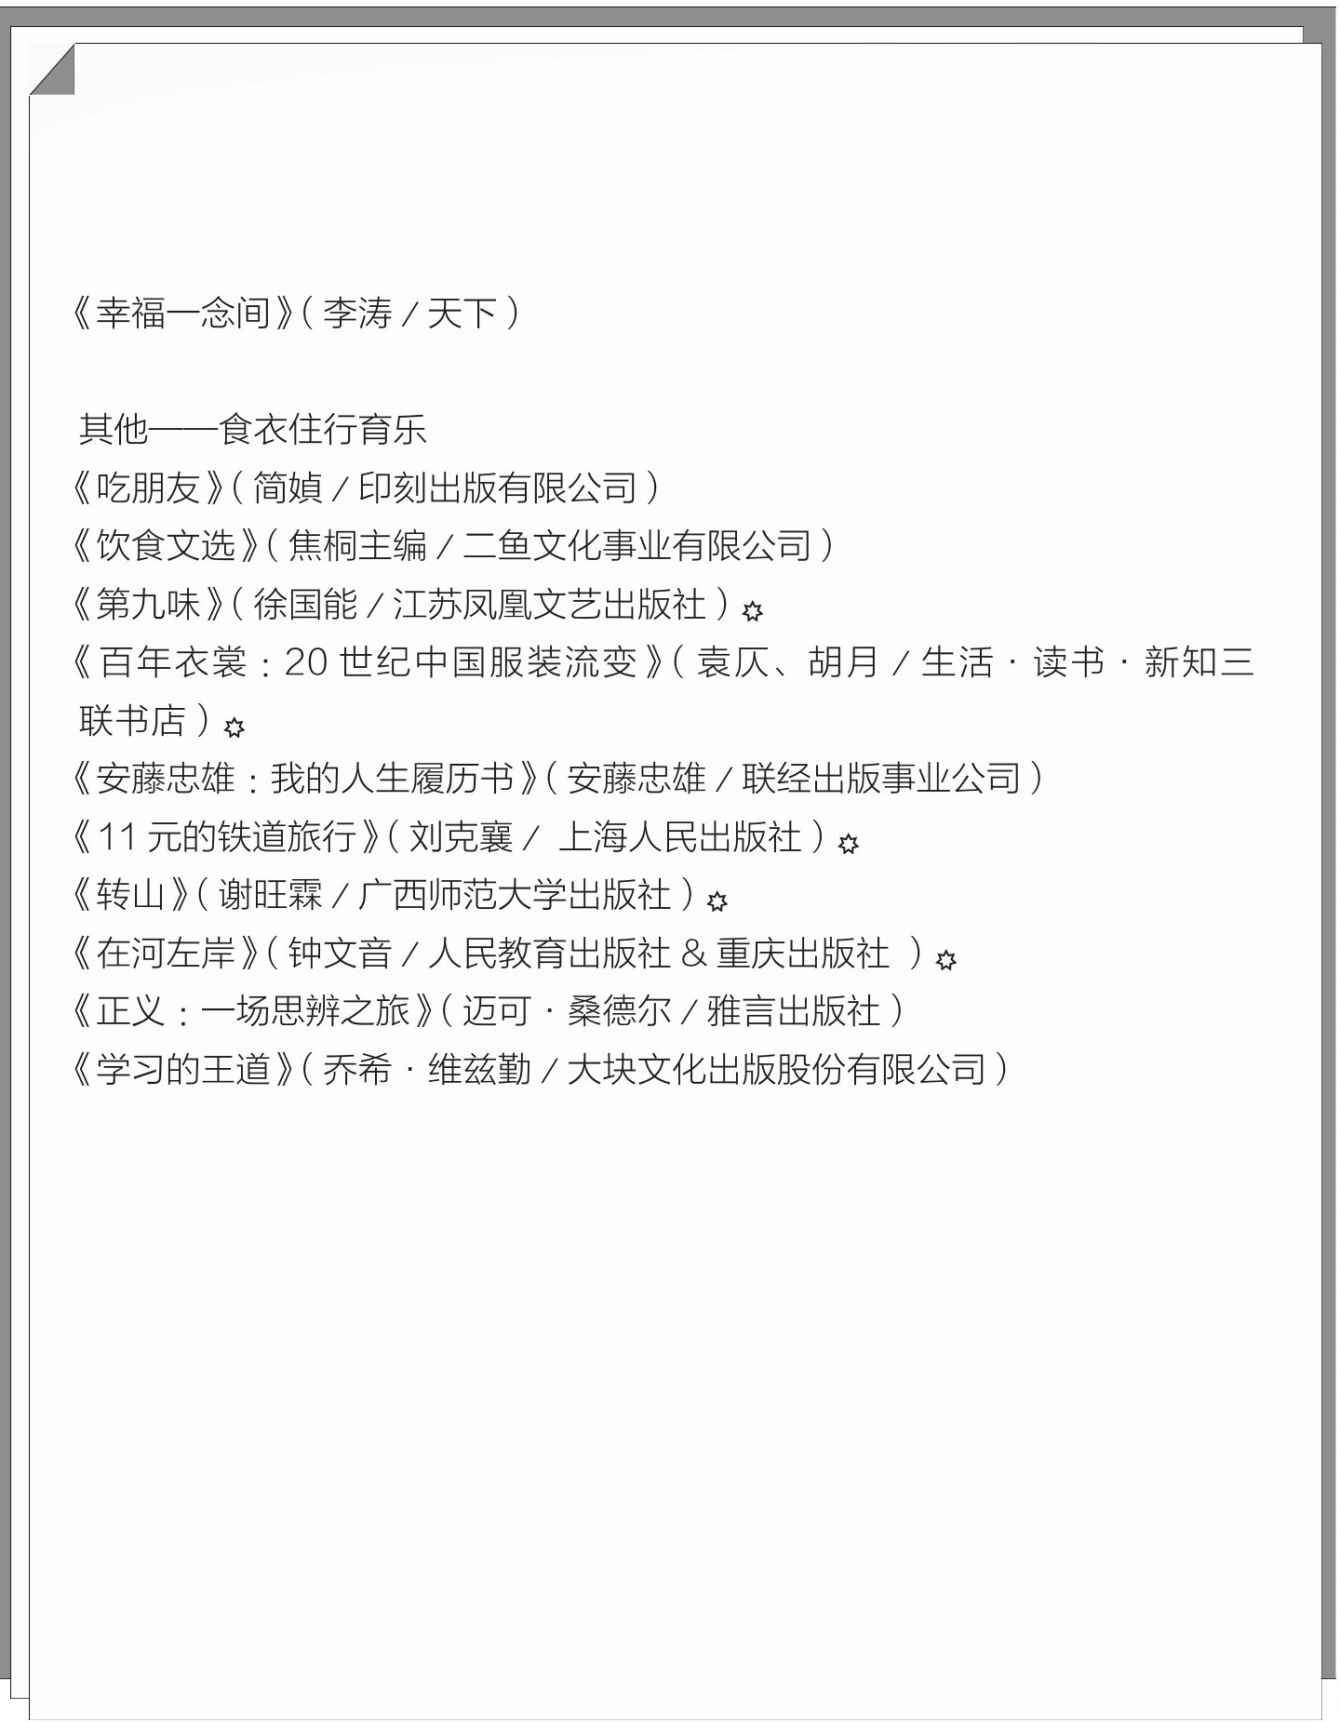 《幸福一念间》（李涛/天下）
其他——食衣住行育乐
《吃朋友》（简媜/印刻出版有限公司）
《饮食文选》（焦桐主编/二鱼文化事业有限公司）
《第九味》（徐国能/江苏凤凰文艺出版社）✡
《百年衣裳：20世纪中国服装流变》（袁仄、胡月/生活·读书·新知三
联书店）✡
《安藤忠雄：我的人生履历书》（安藤忠雄/联经出版事业公司）
《11元的铁道旅行》（刘克襄/ 上海人民出版社）✡
《转山》（谢旺霖/广西师范大学出版社）✡
《在河左岸》（钟文音/人民教育出版社&重庆出版社 ）✡
《正义：一场思辨之旅》（迈可·桑德尔/雅言出版社）
《学习的王道》（乔希·维兹勤/大块文化出版股份有限公司）